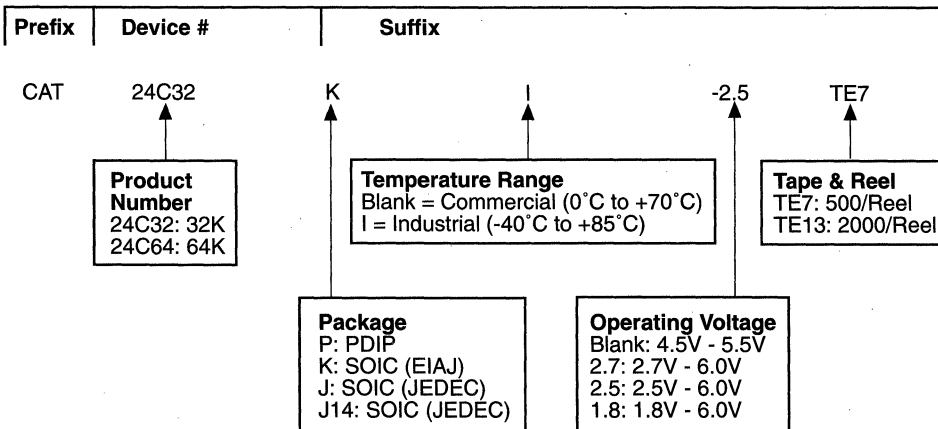 Prefix Device # Suffix
CAT 24C32 K I -2.5 TE7
Product
Number
24C32: 32K
24C64: 64K
Temperature Range
Blank = Commercial (0˚C to +70˚C)
I = Industrial (-40˚C to +85˚C)
Tape & Reel
TE7: 500/Reel
TE13: 2000/Reel
Package
P: PDIP
K: SOIC (EIAJ)
J: SOIC (JEDEC)
J14: SOIC (JEDEC)
Operating Voltage
Blank: 4.5V - 5.5V
2.7: 2.7V - 6.0V
2.5: 2.5V - 6.0V
1.8: 1.8V - 6.0V